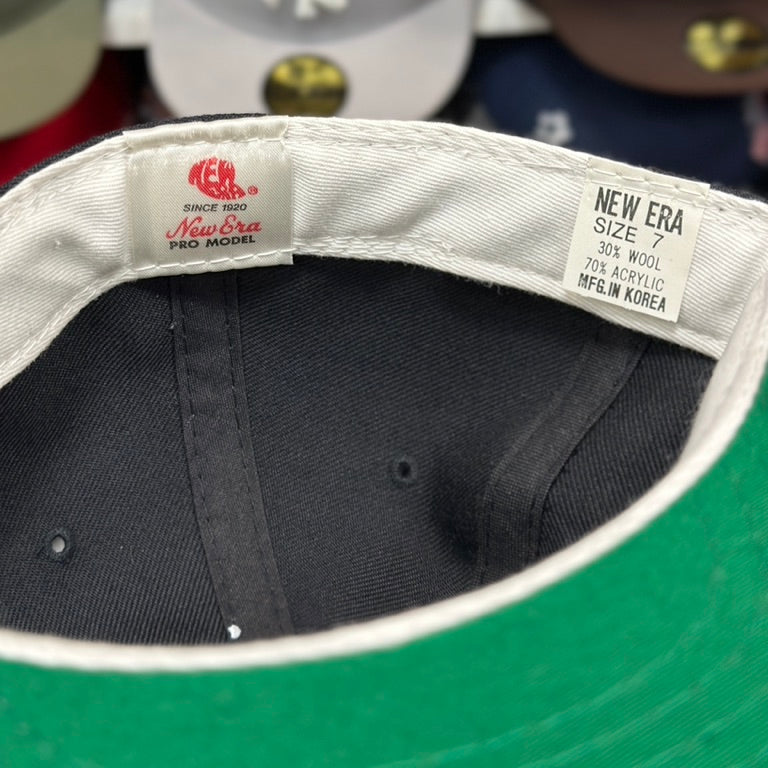 NEW
ERA
®
SINCE 1920
New Era
PRO MODEL
NEW ERA
SIZE 7
30% WOOL
70% ACRYLIC
MFG.IN KOREA